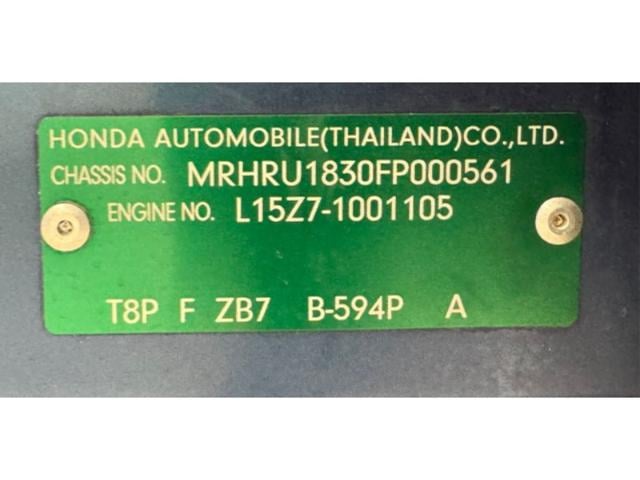 HONDA AUTOMOBILE(THAILAND)CO.,LTD.
CHASSIS NO. MRHRU1830FP000561
ENGINE NO. L15Z7-1001105
T8P F ZB7 B-594P A